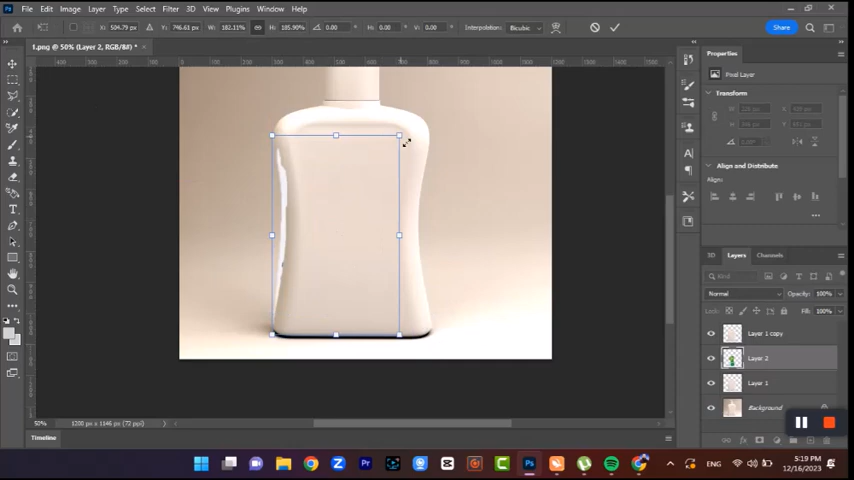 Ps File Edit Image Layer Type Select Filter 3D View Plugins Window Help
X: 504.79 px Y: 746.61 px W: 182.11% H: 185.90% 0.00 ° H: 0.00 ° V: 0.00 ° Interpolation: Bicubic Share
1.png @ 50% (Layer 2, RGB/8#) * ×
Properties
Pixel Layer
Transform
Align and Distribute
Align:
...
3D Layers Channels
Kind
Normal Opacity: 100%
Lock: Fill: 100%
Layer 1 copy
Layer 2
Layer 1
Background
50% 1200 px x 1146 px (72 ppi)
Timeline
ENG 5:19 PM
12/16/2023